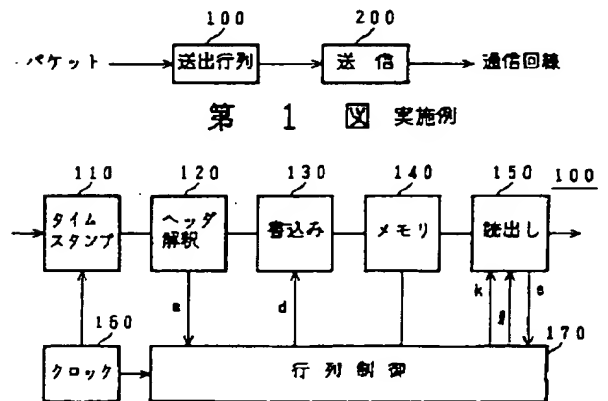 100 200
パケット 送出行列 送信 通信回線
第 1 図 実施例
110 120 130 140 150 100
タイム
スタンプ ヘッダ
解釈 書込み メモリ 読出し
a d k l e
160 170
クロック 行列制御